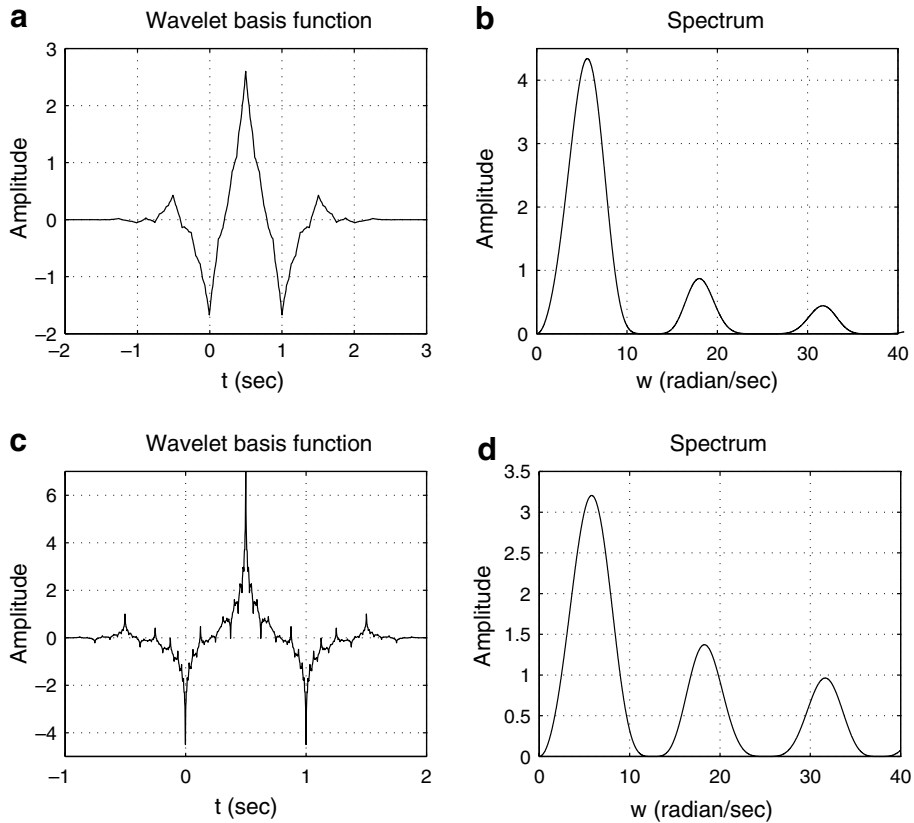 a
Wavelet basis function
3
2
1
0
−1
−2
Amplitude
−2
−1
0
1
2
3
t (sec)
b
Spectrum
4
3
2
1
0
Amplitude
0
10
20
30
40
w (radian/sec)
c
Wavelet basis function
6
4
2
0
−2
−4
Amplitude
−1
0
1
2
t (sec)
d
Spectrum
3.5
3
2.5
2
1.5
1
0.5
0
Amplitude
0
10
20
30
40
w (radian/sec)